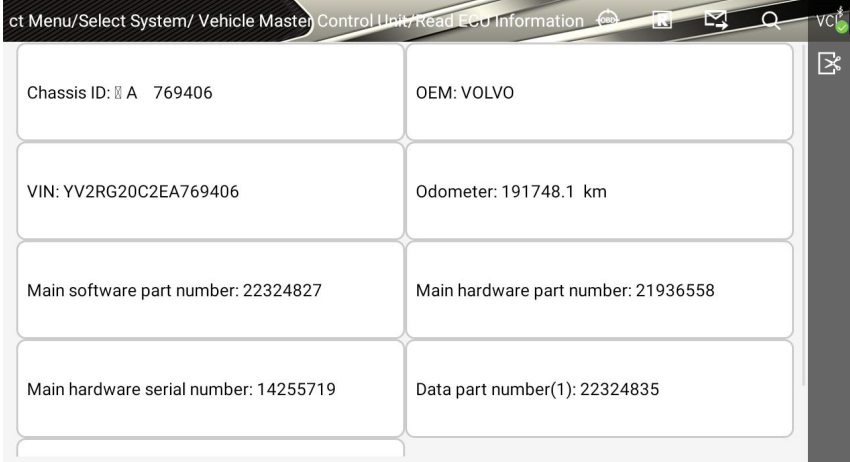 ct Menu/Select System/ Vehicle Master Control Unit/Read ECU Information
OBD
R
VCI
Chassis ID: A 769406
OEM: VOLVO
VIN: YV2RG20C2EA769406
Odometer: 191748.1 km
Main software part number: 22324827
Main hardware part number: 21936558
Main hardware serial number: 14255719
Data part number(1): 22324835